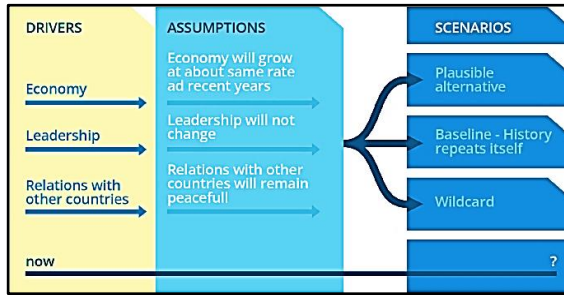 DRIVERS
Economy
Leadership
Relations with
other countries
ASSUMPTIONS
Economy will grow
at about same rate
ad recent years
Leadership will not
change
Relations with other
countries will remain
peacefull
SCENARIOS
Plausible
alternative
Baseline - History
repeats itself
Wildcard
now
?